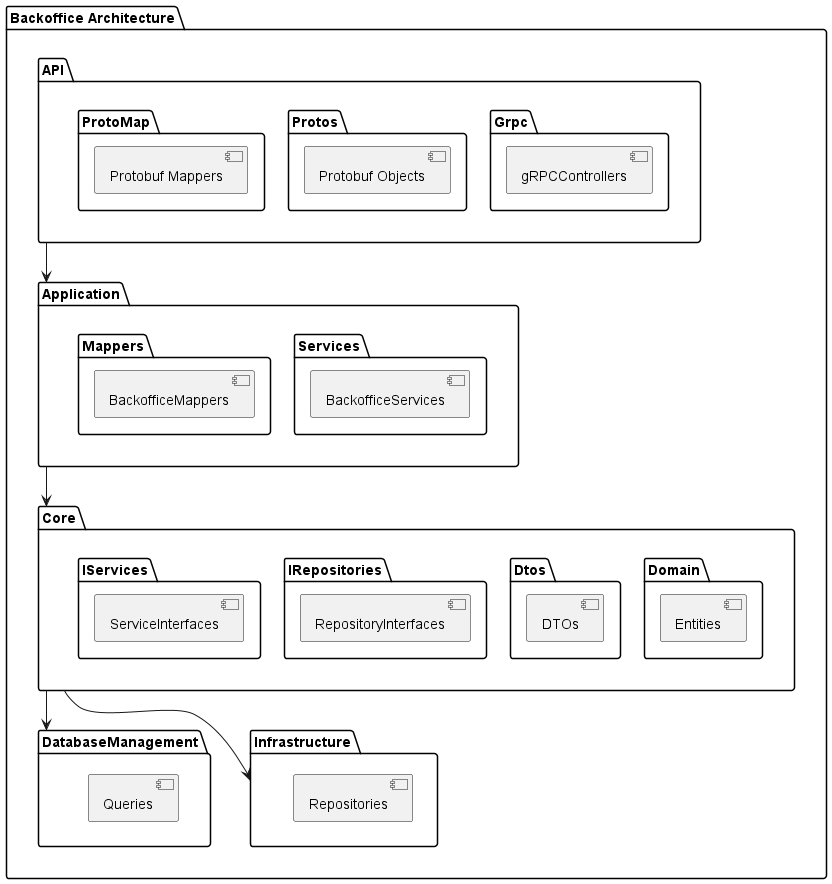 Backoffice Architecture
API
ProtoMap
Protos
Grpc
Protobuf Mappers
Protobuf Objects
gRPCControllers
Application
Mappers
Services
BackofficeMappers
BackofficeServices
Core
IServices
IRepositories
Dtos
Domain
ServiceInterfaces
RepositoryInterfaces
DTOs
Entities
DatabaseManagement
Infrastructure
Queries
Repositories